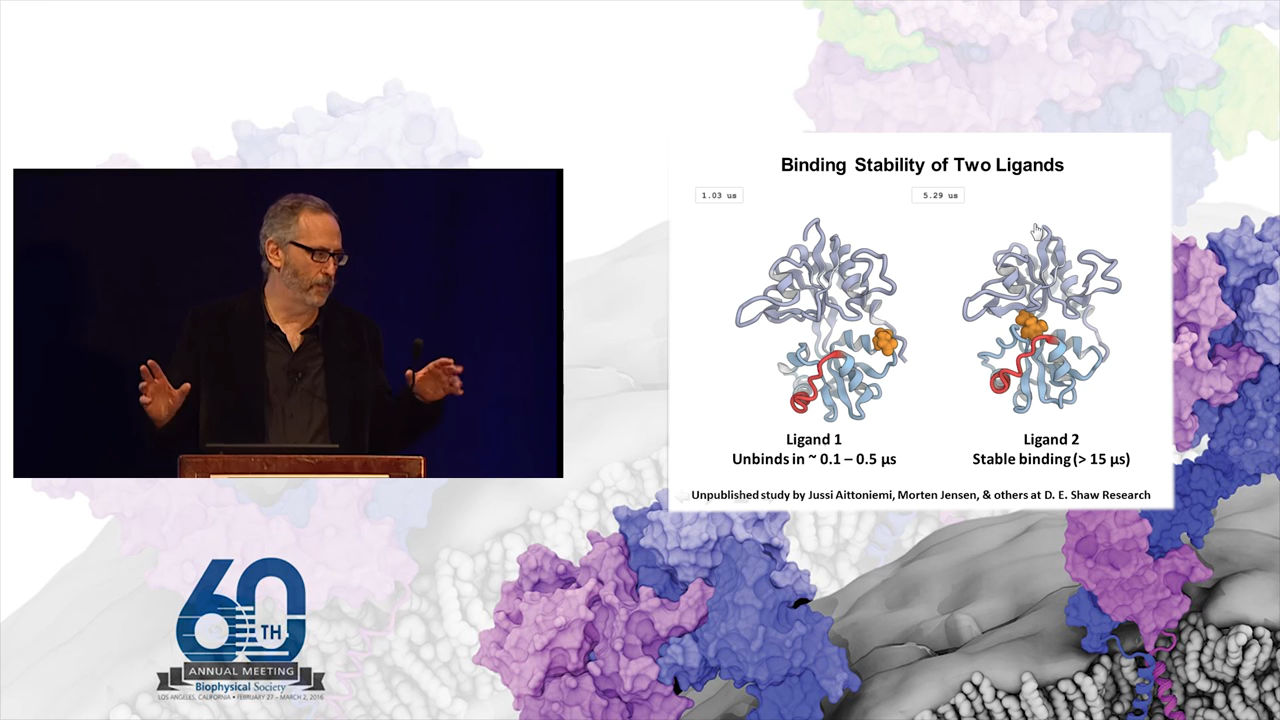 Binding Stability of Two Ligands
1.03 us
5.29 us
Ligand 1
Unbinds in ~ 0.1 – 0.5 µs
Ligand 2
Stable binding (> 15 µs)
Unpublished study by Jussi Aittoniemi, Morten Jensen, & others at D. E. Shaw Research
60TH
ANNUAL MEETING
Biophysical Society
LOS ANGELES, CALIFORNIA • FEBRUARY 27 – MARCH 2, 2016